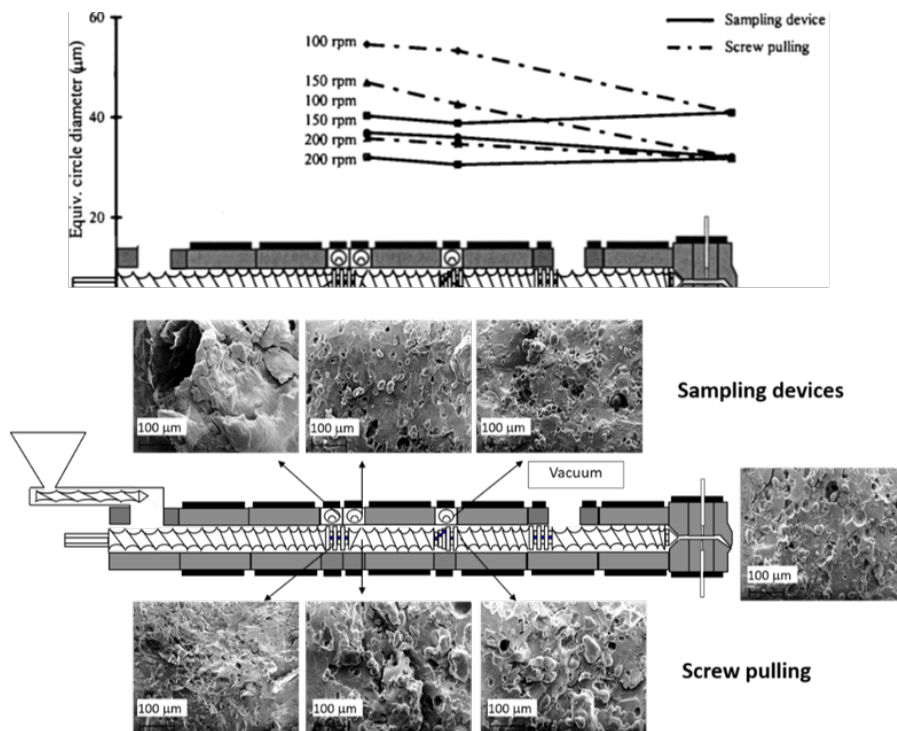 60
40
20
Equiv. circle diameter (μm)
Sampling device
Screw pulling
100 rpm
150 rpm
100 rpm
150 rpm
200 rpm
200 rpm
100 μm
100 μm
100 μm
Sampling devices
Vacuum
100 μm
100 μm
100 μm
100 μm
Screw pulling